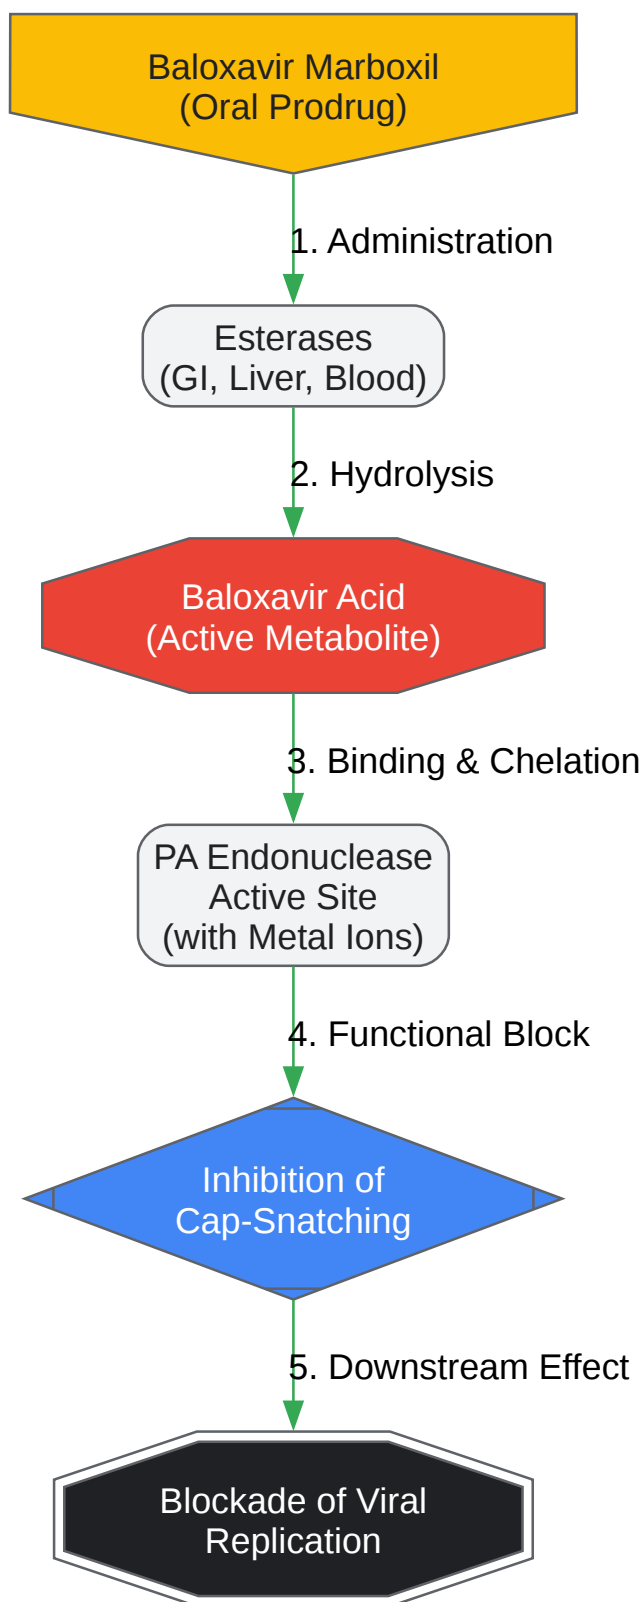 Baloxavir Marboxil
(Oral Prodrug)
1. Administration
Esterases
(GI, Liver, Blood)
2. Hydrolysis
Baloxavir Acid
(Active Metabolite)
3. Binding & Chelation
PA Endonuclease
Active Site
(with Metal Ions)
4. Functional Block
Inhibition of
Cap-Snatching
5. Downstream Effect
Blockade of Viral
Replication